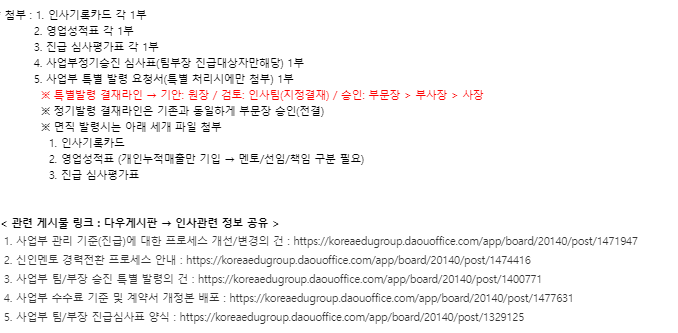 첨부 : 1. 인사기록카드 각 1부
2. 영업성적표 각 1부
3. 진급 심사평가표 각 1부
4. 사업부정기승진 심사표(팀부장 진급대상자만해당) 1부
5. 사업부 특별 발령 요청서(특별 처리시에만 첨부) 1부
※ 특별발령 결재라인 → 기안: 원장 / 검토: 인사팀(지정결재) / 승인: 부문장 > 부사장 > 사장
※ 정기발령 결재라인은 기존과 동일하게 부문장 승인(전결)
※ 면직 발령시는 아래 세개 파일 첨부
1. 인사기록카드
2. 영업성적표 (개인누적매출만 기입 → 멘토/선임/책임 구분 필요)
3. 진급 심사평가표
< 관련 게시물 링크 : 다우게시판 → 인사관련 정보 공유 >
1. 사업부 관리 기준(진급)에 대한 프로세스 개선/변경의 건 : https://koreaedugroup.daouoffice.com/app/board/20140/post/1471947
2. 신인멘토 경력전환 프로세스 안내 : https://koreaedugroup.daouoffice.com/app/board/20140/post/1474416
3. 사업부 팀/부장 승진 특별 발령의 건 : https://koreaedugroup.daouoffice.com/app/board/20140/post/1400771
4. 사업부 수수료 기준 및 계약서 개정본 배포 : https://koreaedugroup.daouoffice.com/app/board/20140/post/1477631
5. 사업부 팀/부장 진급심사표 양식 : https://koreaedugroup.daouoffice.com/app/board/20140/post/1329125